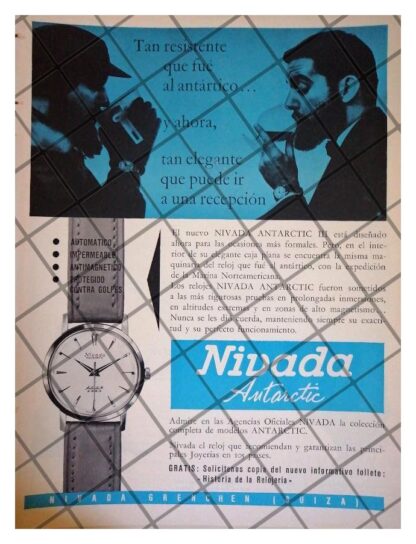 Tan resistente
que fué
al antártico...
y ahora,
tan elegante
que puede ir
a una recepción
AUTOMATICO
IMPERMEABLE
ANTIMAGNETICO
PROTEGIDO
CONTRA GOLPES
El nuevo NIVADA ANTARCTIC III está diseñado
ahora para las ocasiones más formales. Pero, en el inte-
rior de su elegante caja plana se encuentra la misma ma-
quinaria del reloj que fué al antártico, con la expedición
de la Marina Norteamericana.
Los relojes NIVADA ANTARCTIC fueron sometidos
a las más rigurosas pruebas en prolongadas inmersiones,
en altitudes extremas y en zonas de alto magnetismo.
Nunca se les dió cuerda, manteniendo siempre su exacti-
tud y su perfecto funcionamiento.
Nivada
Antarctic
Admire en las Agencias Oficiales NIVADA la colección
completa de modelos ANTARCTIC.
Nivada el reloj que recomiendan y garantizan las princi-
pales Joyerías en 101 países.
GRATIS: Solicítenos copia del nuevo informativo folleto:
«Historia de la Relojería»
NIVADA GRENCHEN (SUIZA)